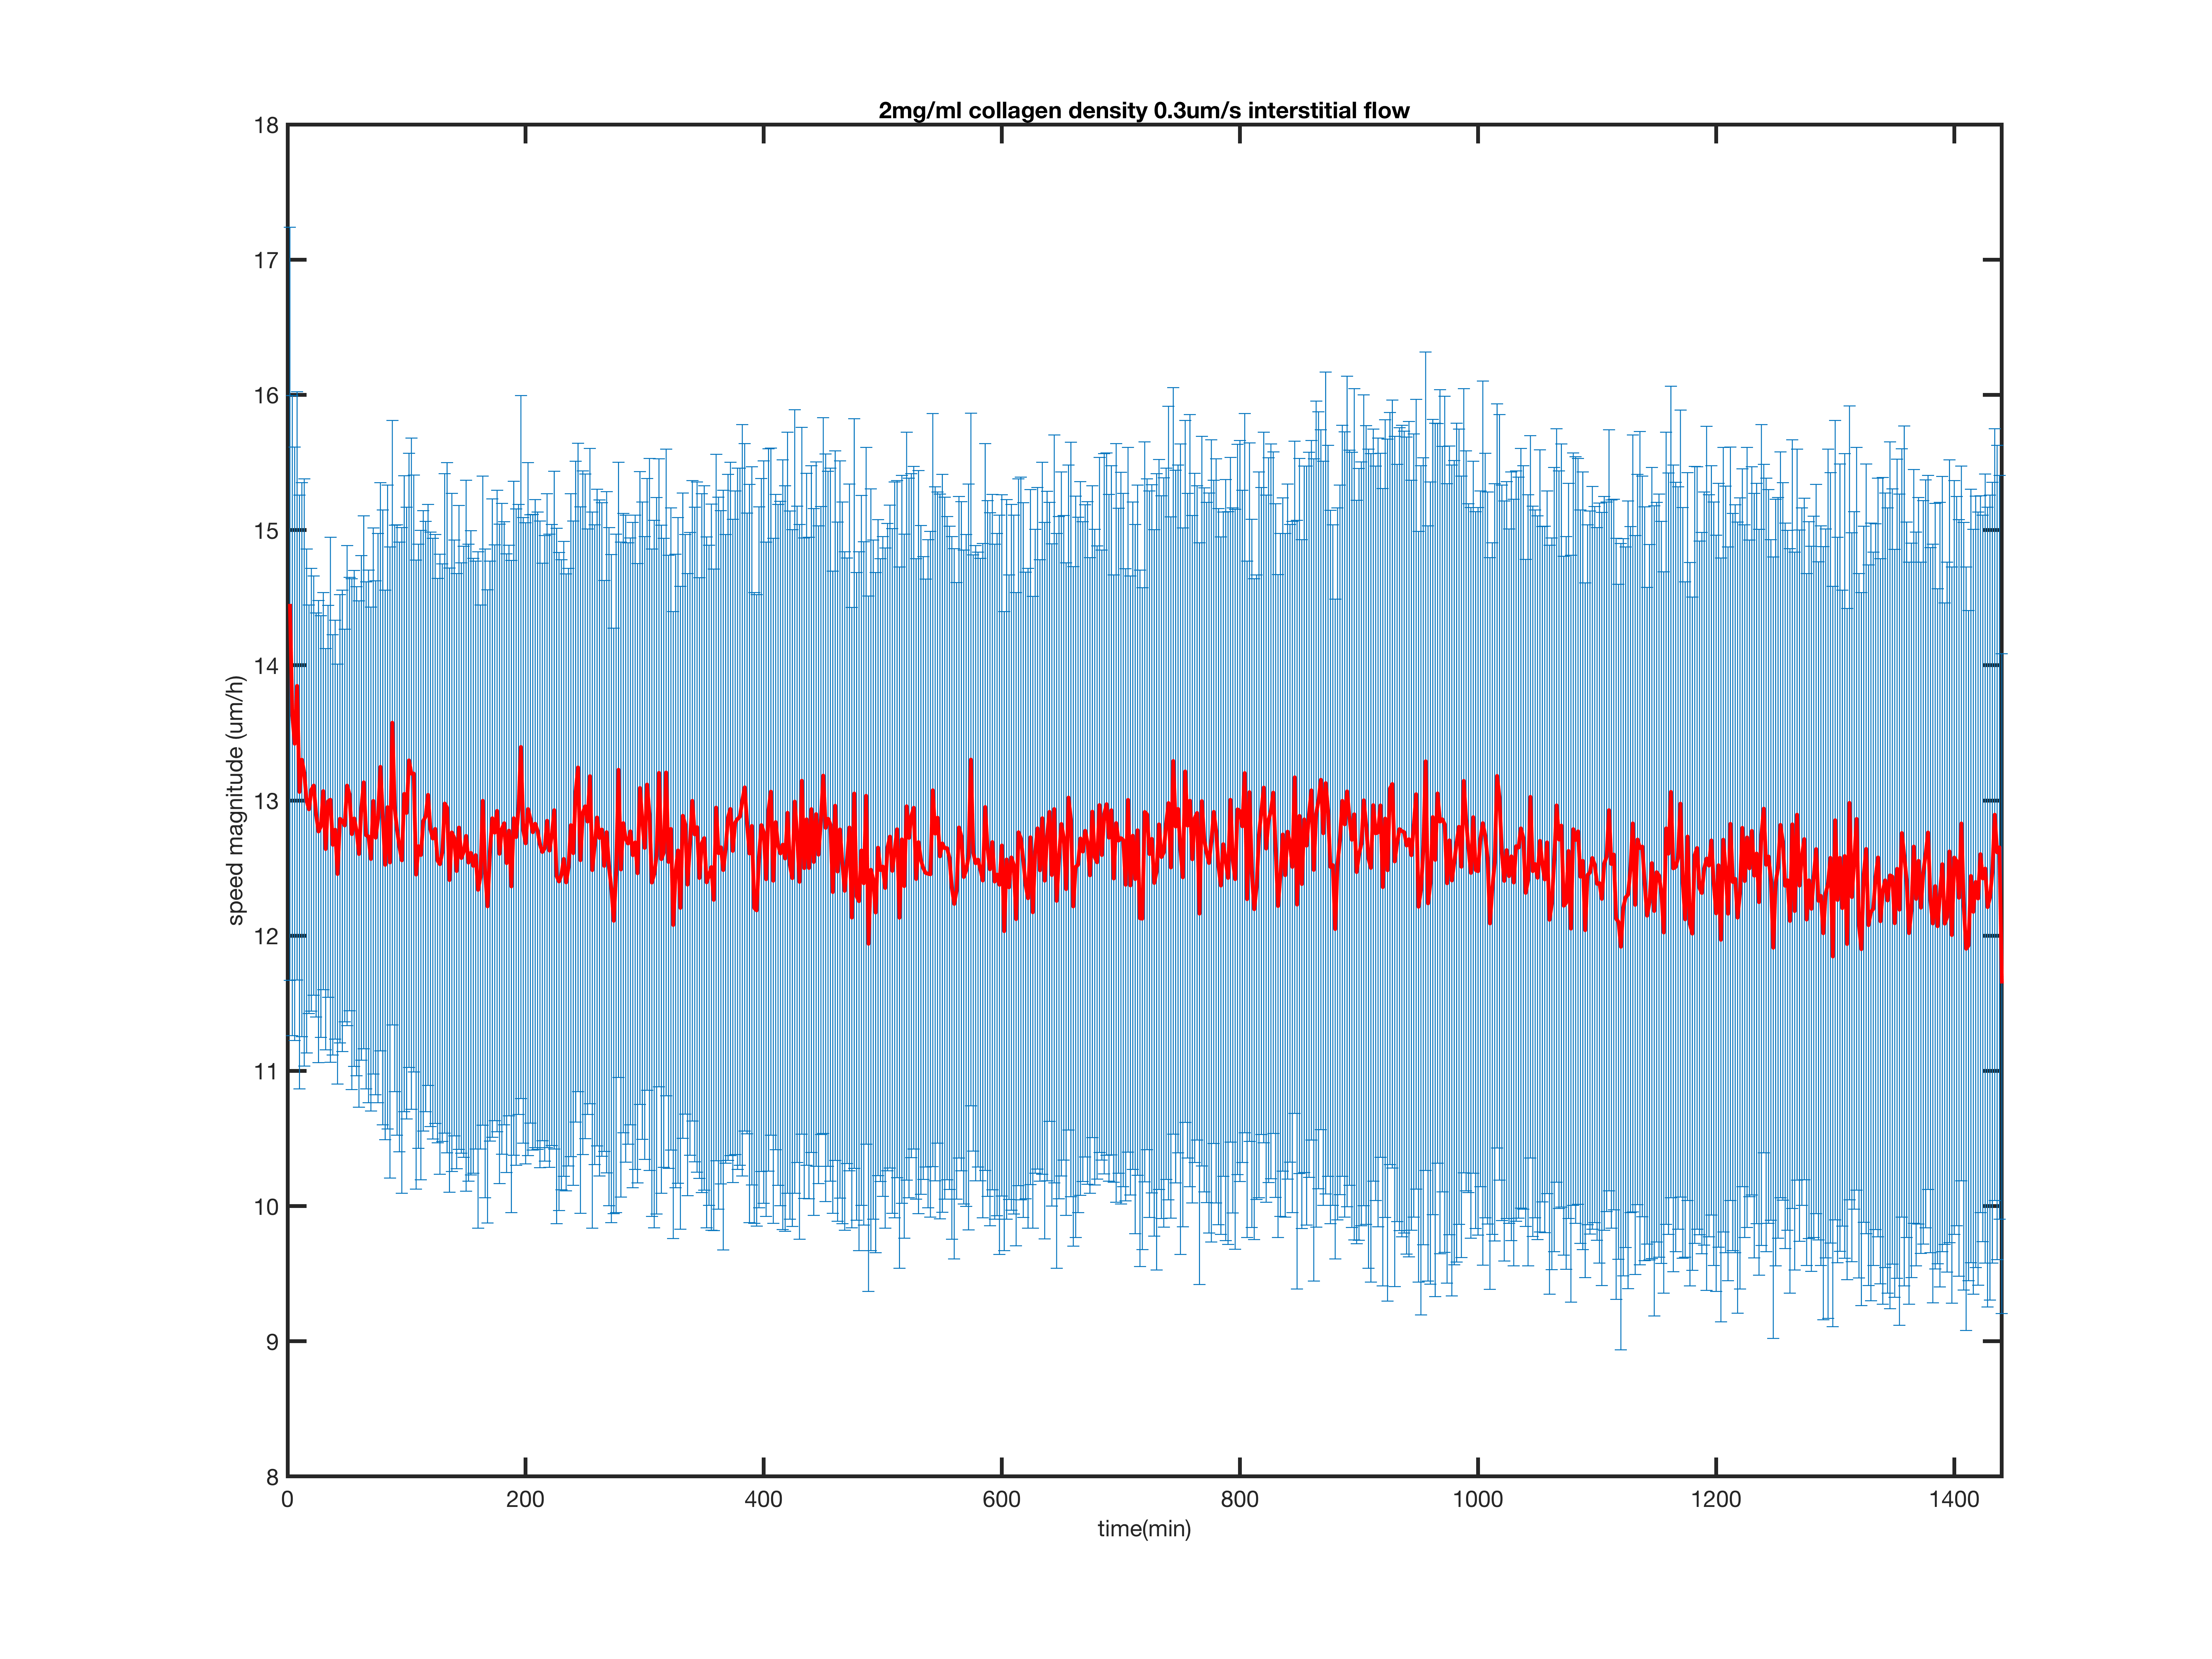 2mg/ml collagen density 0.3um/s interstitial flow
18
17
16
15
14
13
12
11
10
9
8
speed magnitude (um/h)
0 200 400 600 800 1000 1200 1400
time(min)